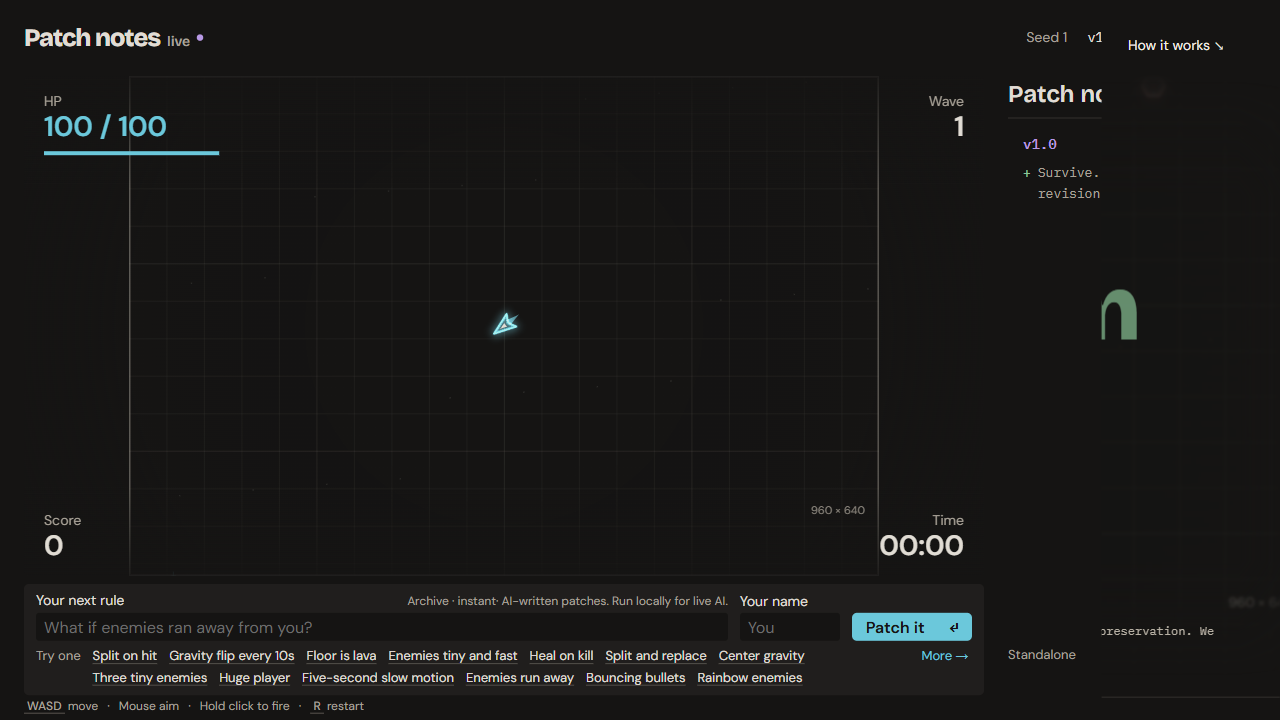 Patch notes live
Seed 1 v1
How it works ↘
HP
100 / 100
Wave
1
Patch no
v1.0
+ Survive.
revision
n
960 × 640
Score
0
Time
00:00
Your next rule
Archive · instant· AI-written patches. Run locally for live AI.
Your name
What if enemies ran away from you?
You
Patch it ↵
Try one Split on hit Gravity flip every 10s Floor is lava Enemies tiny and fast Heal on kill Split and replace Center gravity
More →
Three tiny enemies Huge player Five-second slow motion Enemies run away Bouncing bullets Rainbow enemies
preservation. We
Standalone
WASD move · Mouse aim · Hold click to fire · R restart